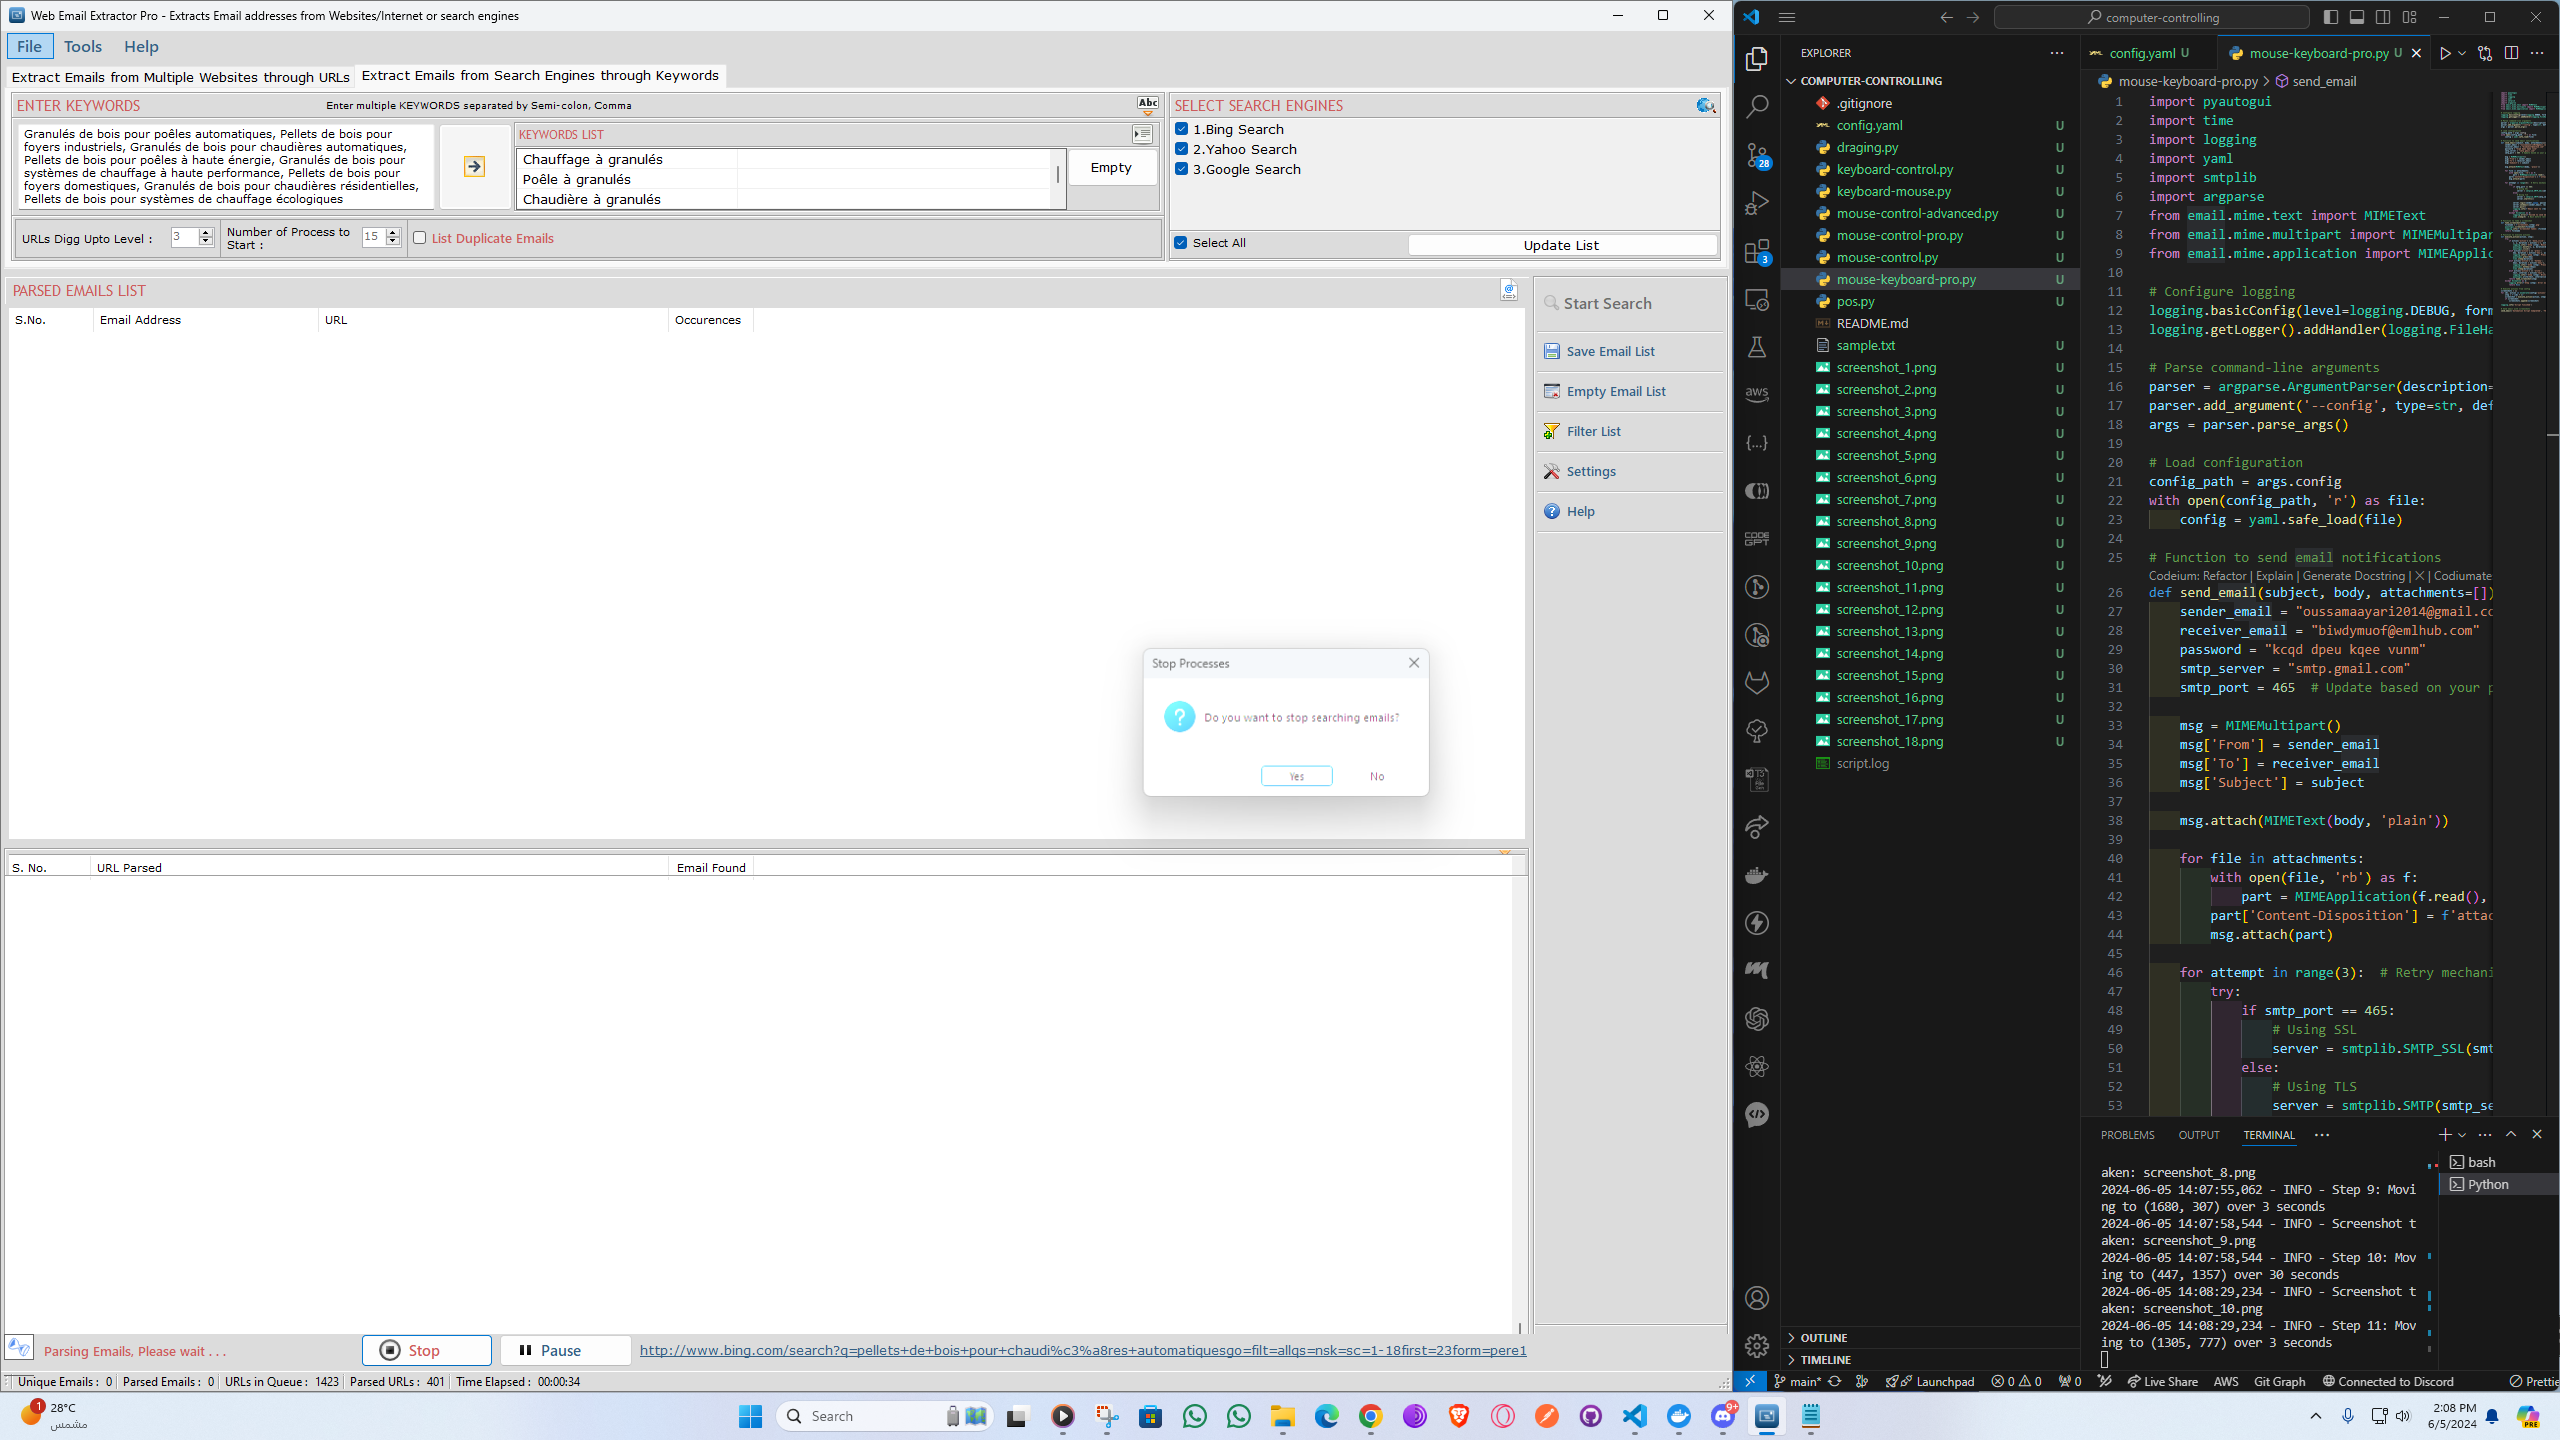 Web Email Extractor Pro - Extracts Email addresses from Websites/Internet or search engines
File Tools Help
Extract Emails from Multiple Websites through URLs
Extract Emails from Search Engines through Keywords
ENTER KEYWORDS
Enter multiple KEYWORDS separated by Semi-colon, Comma
Abc
Granulés de bois pour poêles automatiques, Pellets de bois pour
foyers industriels, Granulés de bois pour chaudières automatiques,
Pellets de bois pour poêles à haute énergie, Granulés de bois pour
systèmes de chauffage à haute performance, Pellets de bois pour
foyers domestiques, Granulés de bois pour chaudières résidentielles,
Pellets de bois pour systèmes de chauffage écologiques
KEYWORDS LIST
Chauffage à granulés
Poêle à granulés
Chaudière à granulés
Empty
URLs Digg Upto Level : 3
Number of Process to
Start : 15
List Duplicate Emails
SELECT SEARCH ENGINES
1.Bing Search
2.Yahoo Search
3.Google Search
Select All
Update List
PARSED EMAILS LIST
S.No. Email Address URL Occurences
Start Search
Save Email List
Empty Email List
Filter List
Settings
Help
Stop Processes
Do you want to stop searching emails?
Yes No
S. No. URL Parsed Email Found
Parsing Emails, Please wait . . .
Stop
Pause
http://www.bing.com/search?q=pellets+de+bois+pour+chaudi%c3%a8res+automatiquesgo=filt=allqs=nsk=sc=1-18first=23form=pere1
Unique Emails : 0 Parsed Emails : 0 URLs in Queue : 1423 Parsed URLs : 401 Time Elapsed : 00:00:34
computer-controlling
EXPLORER
COMPUTER-CONTROLLING
.gitignore
config.yaml U
draging.py U
keyboard-control.py U
keyboard-mouse.py U
mouse-control-advanced.py U
mouse-control-pro.py U
mouse-control.py U
mouse-keyboard-pro.py U
pos.py U
README.md
sample.txt U
screenshot_1.png U
screenshot_2.png U
screenshot_3.png U
screenshot_4.png U
screenshot_5.png U
screenshot_6.png U
screenshot_7.png U
screenshot_8.png U
screenshot_9.png U
screenshot_10.png U
screenshot_11.png U
screenshot_12.png U
screenshot_13.png U
screenshot_14.png U
screenshot_15.png U
screenshot_16.png U
screenshot_17.png U
screenshot_18.png U
script.log
OUTLINE
TIMELINE
28
3
aws
CODE
GPT
config.yaml U
mouse-keyboard-pro.py U
mouse-keyboard-pro.py > send_email
1 import pyautogui
2 import time
3 import logging
4 import yaml
5 import smtplib
6 import argparse
7 from email.mime.text import MIMEText
8 from email.mime.multipart import MIMEMultipar
9 from email.mime.application import MIMEApplic
10
11 # Configure logging
12 logging.basicConfig(level=logging.DEBUG, form
13 logging.getLogger().addHandler(logging.FileHa
14
15 # Parse command-line arguments
16 parser = argparse.ArgumentParser(description=
17 parser.add_argument('--config', type=str, def
18 args = parser.parse_args()
19
20 # Load configuration
21 config_path = args.config
22 with open(config_path, 'r') as file:
23 config = yaml.safe_load(file)
24
25 # Function to send email notifications
Codeium: Refactor | Explain | Generate Docstring | X | Codiumate
26 def send_email(subject, body, attachments=[])
27 sender_email = "oussamaayari2014@gmail.co
28 receiver_email = "biwdymuof@emlhub.com"
29 password = "kcqd dpeu kqee vunm"
30 smtp_server = "smtp.gmail.com"
31 smtp_port = 465 # Update based on your p
32
33 msg = MIMEMultipart()
34 msg['From'] = sender_email
35 msg['To'] = receiver_email
36 msg['Subject'] = subject
37
38 msg.attach(MIMEText(body, 'plain'))
39
40 for file in attachments:
41 with open(file, 'rb') as f:
42 part = MIMEApplication(f.read(),
43 part['Content-Disposition'] = f'attac
44 msg.attach(part)
45
46 for attempt in range(3): # Retry mechani
47 try:
48 if smtp_port == 465:
49 # Using SSL
50 server = smtplib.SMTP_SSL(smt
51 else:
52 # Using TLS
53 server = smtplib.SMTP(smtp_se
PROBLEMS OUTPUT TERMINAL
aken: screenshot_8.png
2024-06-05 14:07:55,062 - INFO - Step 9: Movi
ng to (1680, 307) over 3 seconds
2024-06-05 14:07:58,544 - INFO - Screenshot t
aken: screenshot_9.png
2024-06-05 14:07:58,544 - INFO - Step 10: Mov
ing to (447, 1357) over 30 seconds
2024-06-05 14:08:29,234 - INFO - Screenshot t
aken: screenshot_10.png
2024-06-05 14:08:29,234 - INFO - Step 11: Mov
ing to (1305, 777) over 3 seconds
bash
Python
main* Launchpad 0 0 0 Live Share AWS Git Graph Connected to Discord Prettie
1
28°C
مشمس
Search
9+
2:08 PM
6/5/2024
PRE